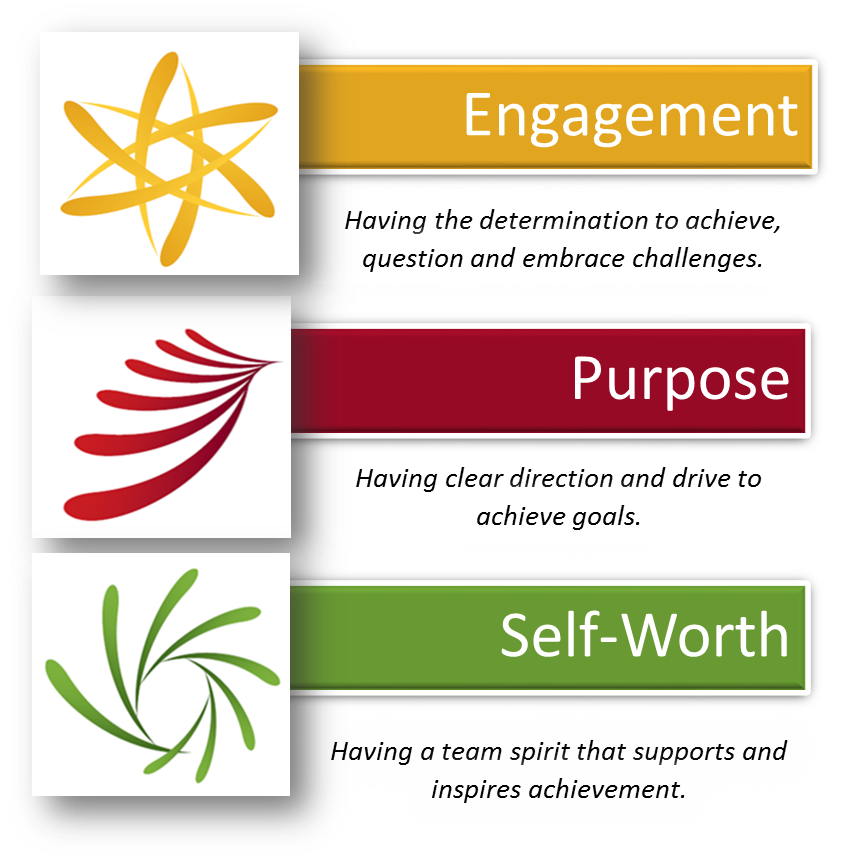 Engagement
Having the determination to achieve,
question and embrace challenges.
Purpose
Having clear direction and drive to
achieve goals.
Self-Worth
Having a team spirit that supports and
inspires achievement.